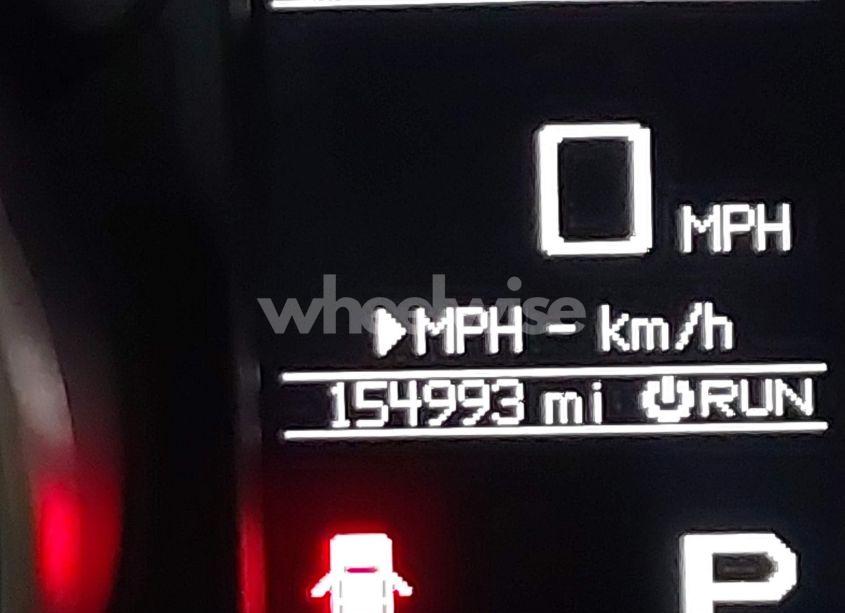 0 MPH
wheelwise
▶MPH - km/h
154993 mi ⏻RUN
P